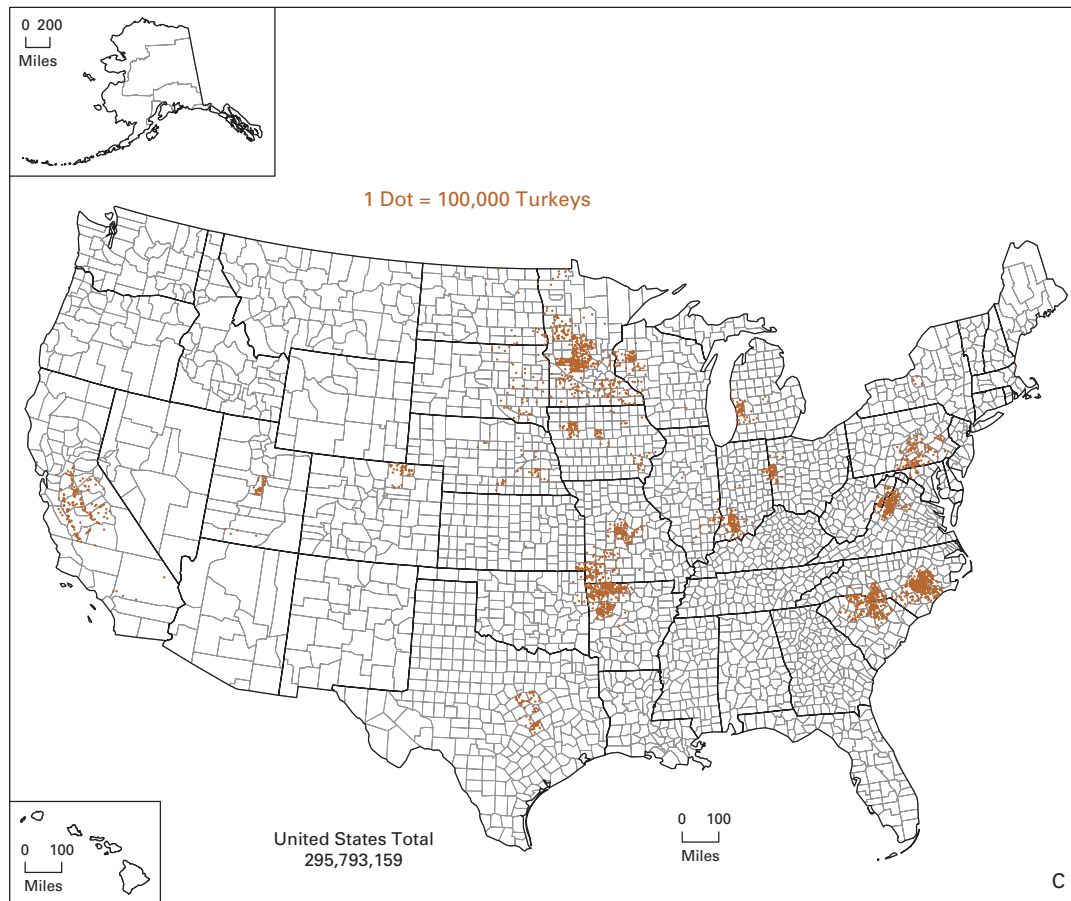 0 200
Miles
1 Dot = 100,000 Turkeys
United States Total
295,793,159
0 100
Miles
0 100
Miles
C